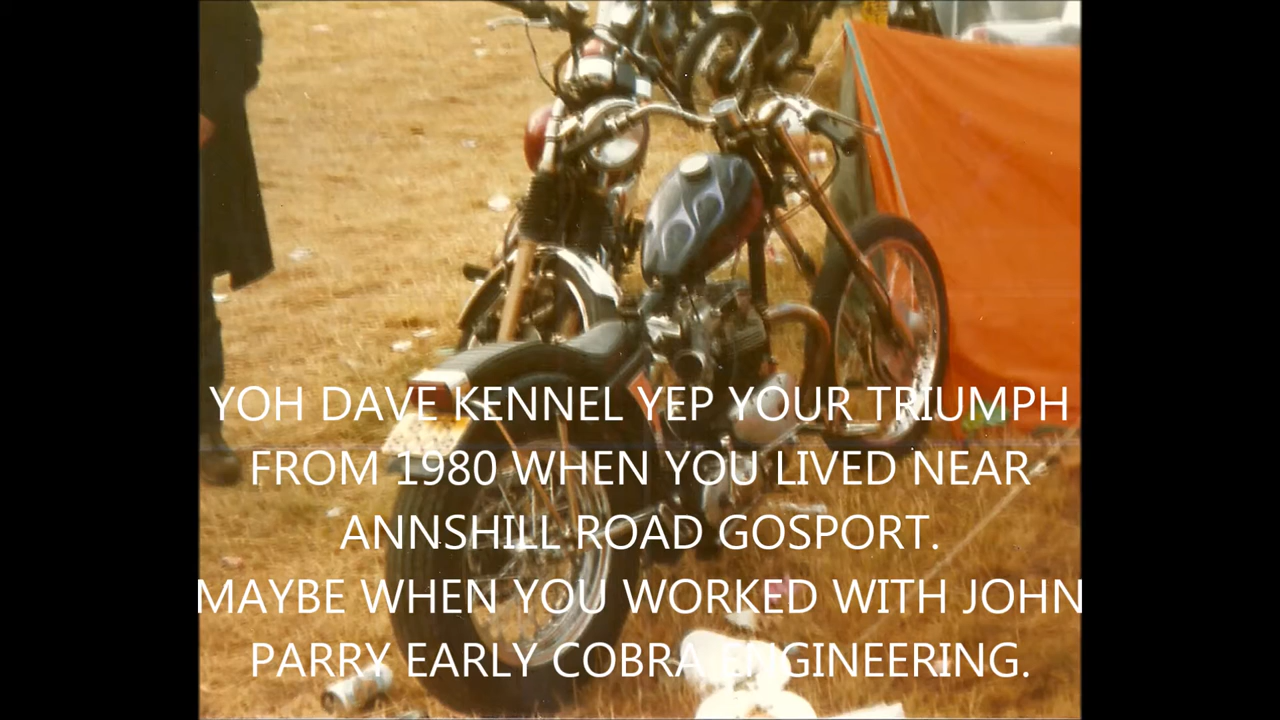 YOH DAVE KENNEL YEP YOUR TRIUMPH
FROM 1980 WHEN YOU LIVED NEAR
ANNSHILL ROAD GOSPORT.
MAYBE WHEN YOU WORKED WITH JOHN
PARRY EARLY COBRA ENGINEERING.